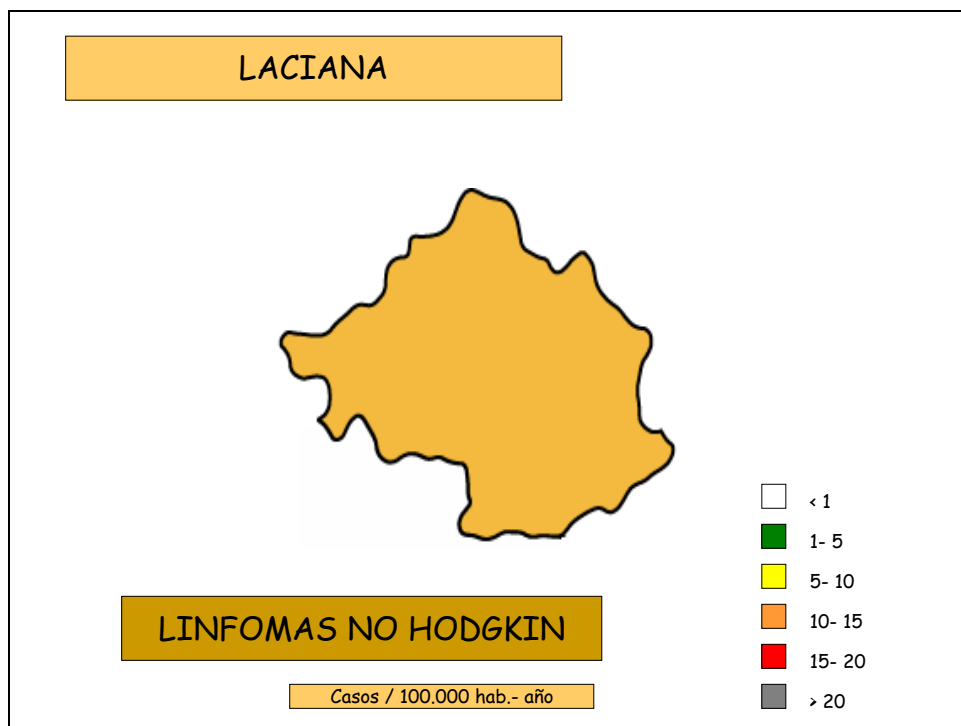 LACIANA
< 1
1- 5
5- 10
10- 15
15- 20
> 20
LINFOMAS NO HODGKIN
Casos / 100.000 hab.- año